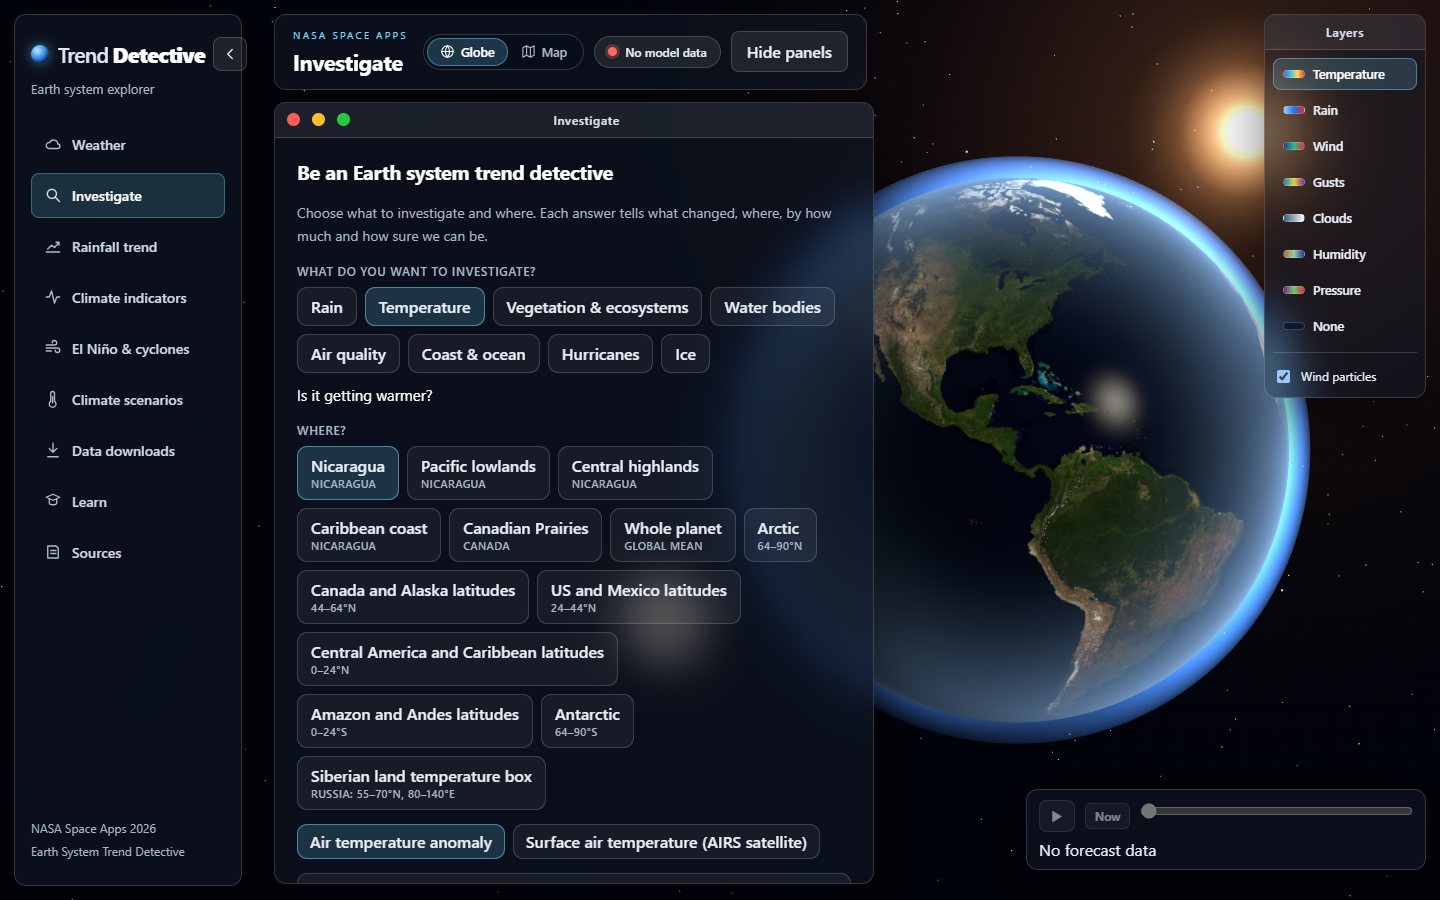 Trend Detective
Earth system explorer
Weather
Investigate
Rainfall trend
Climate indicators
El Niño & cyclones
Climate scenarios
Data downloads
Learn
Sources
NASA Space Apps 2026
Earth System Trend Detective
NASA SPACE APPS
Investigate
Globe
Map
No model data
Hide panels
Investigate
Be an Earth system trend detective
Choose what to investigate and where. Each answer tells what changed, where, by how
much and how sure we can be.
WHAT DO YOU WANT TO INVESTIGATE?
Rain Temperature Vegetation & ecosystems Water bodies
Air quality Coast & ocean Hurricanes Ice
Is it getting warmer?
WHERE?
Nicaragua Pacific lowlands Central highlands
NICARAGUA NICARAGUA NICARAGUA
Caribbean coast Canadian Prairies Whole planet Arctic
NICARAGUA CANADA GLOBAL MEAN 64–90°N
Canada and Alaska latitudes US and Mexico latitudes
44–64°N 24–44°N
Central America and Caribbean latitudes
0–24°N
Amazon and Andes latitudes Antarctic
0–24°S 64–90°S
Siberian land temperature box
RUSSIA: 55–70°N, 80–140°E
Air temperature anomaly Surface air temperature (AIRS satellite)
Layers
Temperature
Rain
Wind
Gusts
Clouds
Humidity
Pressure
None
Wind particles
Now
No forecast data